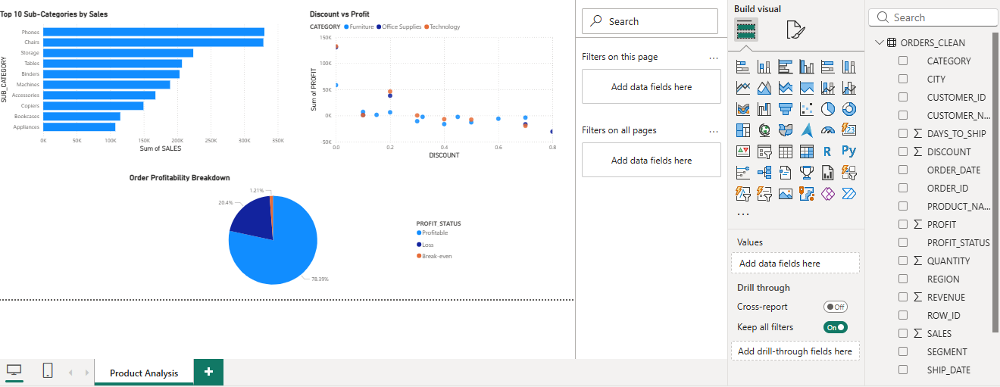 Top 10 Sub-Categories by Sales
SUB_CATEGORY
Phones
Chairs
Storage
Tables
Binders
Machines
Accessories
Copiers
Bookcases
Appliances
0K 50K 100K 150K 200K 250K 300K 350K
Sum of SALES
Discount vs Profit
CATEGORY Furniture Office Supplies Technology
Sum of PROFIT
150K
100K
50K
0K
-50K
0.0 0.2 0.4 0.6 0.8
DISCOUNT
Order Profitability Breakdown
1.21%
20.4%
78.39%
PROFIT_STATUS
Profitable
Loss
Break-even
Product Analysis
+
Search
Filters on this page ...
Add data fields here
Filters on all pages ...
Add data fields here
Build visual
123
R Py
...
Values
Add data fields here
Drill through
Cross-report Off
Keep all filters On
Add drill-through fields here
Search
ORDERS_CLEAN
CATEGORY
CITY
CUSTOMER_ID
CUSTOMER_N...
∑ DAYS_TO_SHIP
∑ DISCOUNT
ORDER_DATE
ORDER_ID
PRODUCT_NA...
∑ PROFIT
PROFIT_STATUS
∑ QUANTITY
REGION
∑ REVENUE
ROW_ID
∑ SALES
SEGMENT
SHIP_DATE